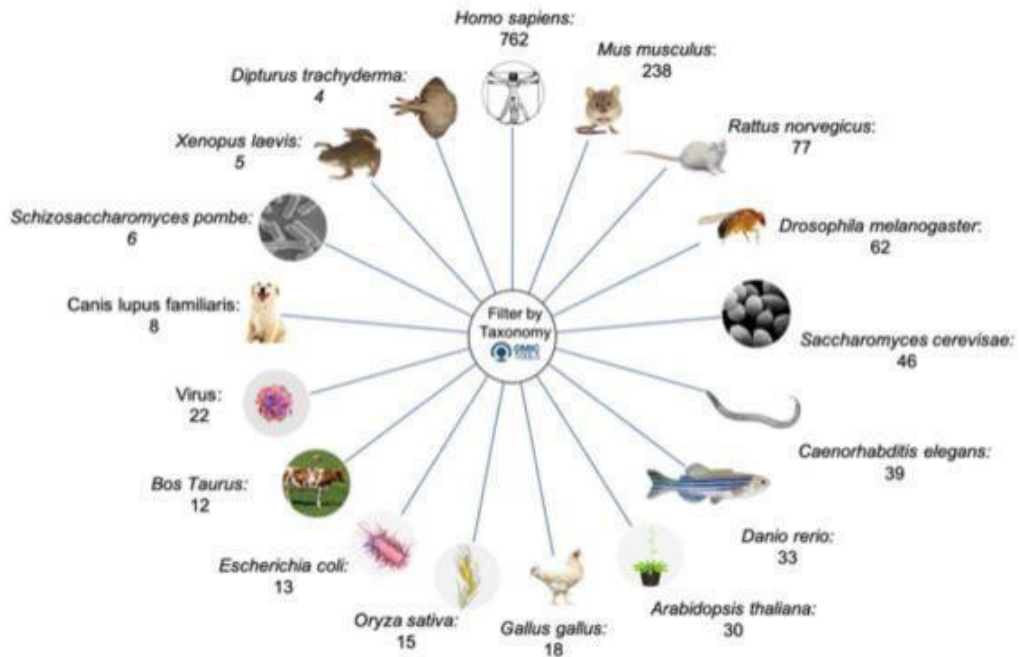 Homo sapiens:
762
Mus musculus:
238
Dipturus trachyderma:
4
Rattus norvegicus:
77
Xenopus laevis:
5
Schizosaccharomyces pombe:
6
Drosophila melanogaster:
62
Canis lupus familiaris:
8
Filter by
Taxonomy
OMIC
TOOLS
Saccharomyces cerevisae:
46
Virus:
22
Caenorhabditis elegans:
39
Bos Taurus:
12
Danio rerio:
33
Escherichia coli:
13
Arabidopsis thaliana:
30
Oryza sativa:
15
Gallus gallus:
18